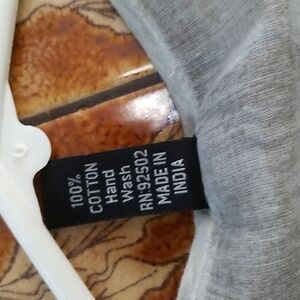 100%
COTTON
Hand
Wash
RN:92502
MADE IN
INDIA